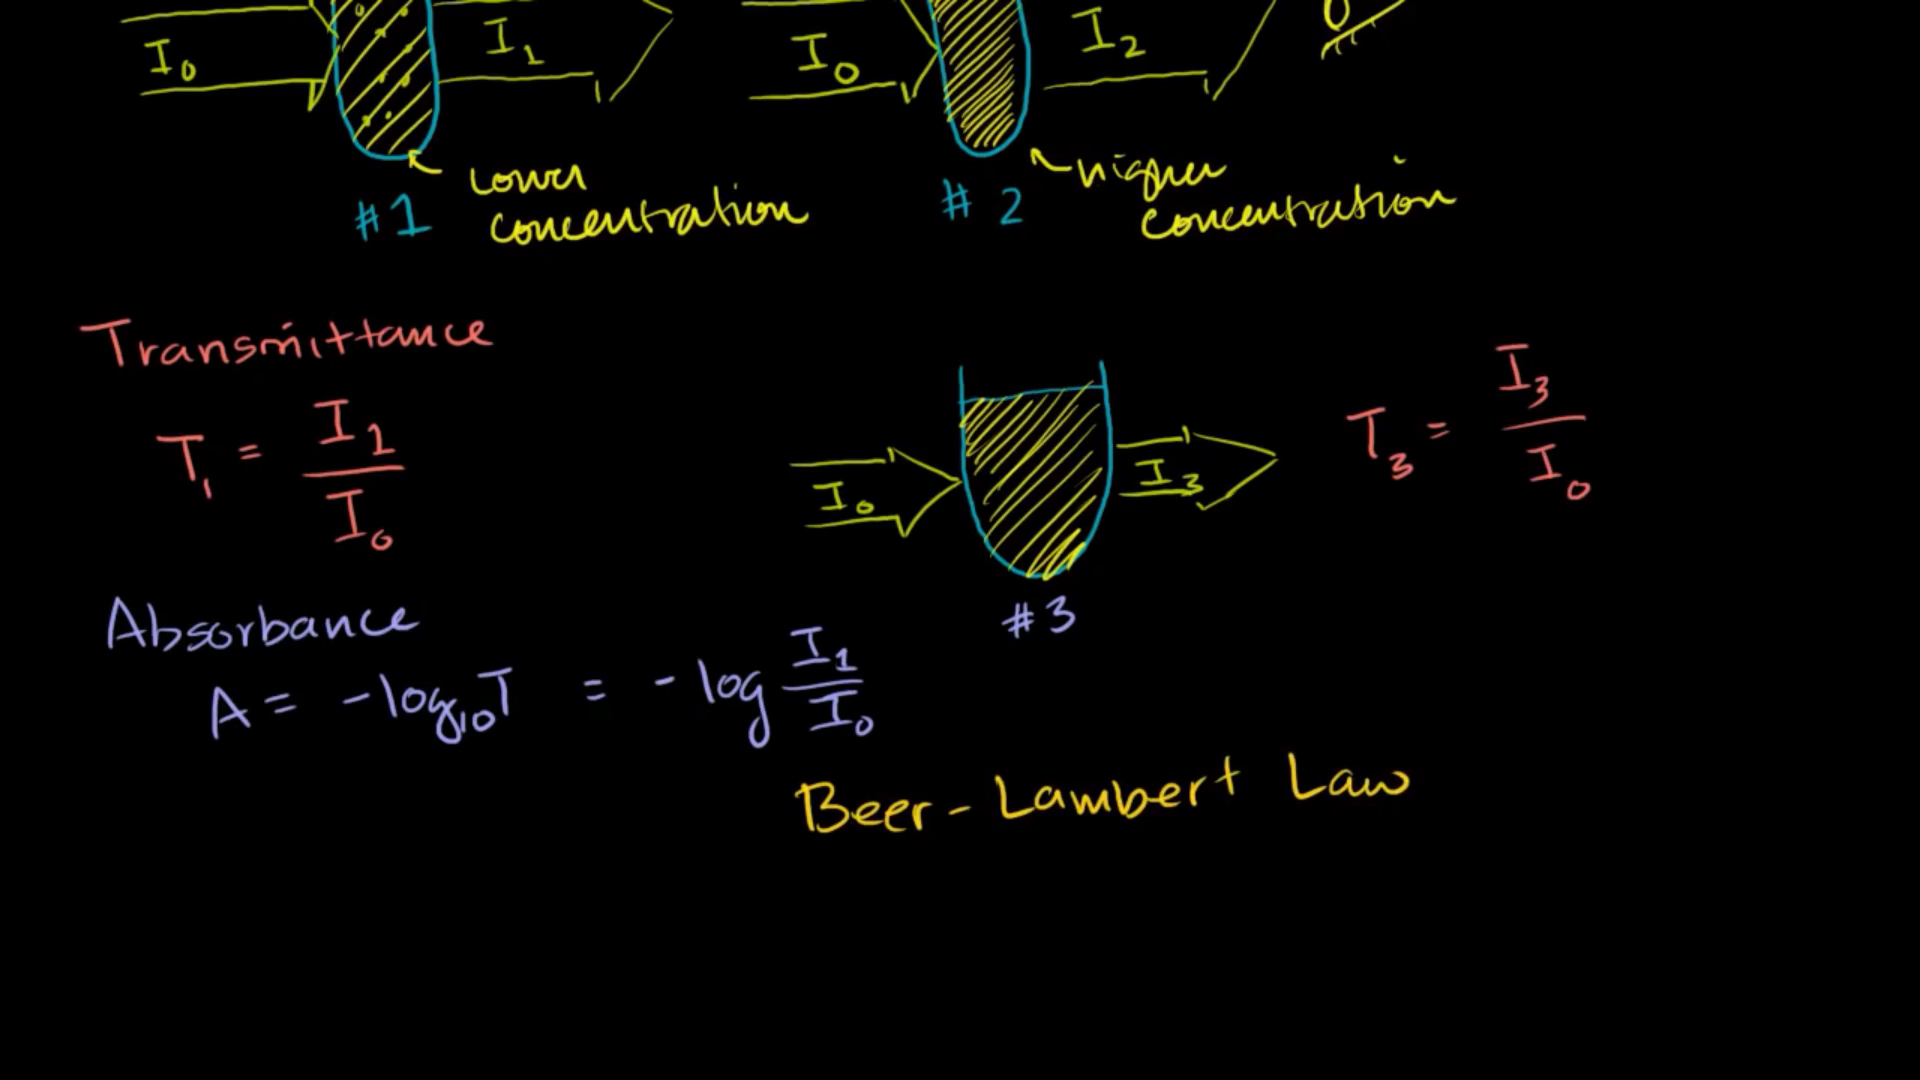 I₀ I₁ I₀ I₂
lower concentration
#1
higher concentration
#2
Transmittance
T₁ = I₁ / I₀
I₀ I₃
T₃ = I₃ / I₀
#3
Absorbance
A = -log₁₀T = -log I₁ / I₀
Beer-Lambert Law